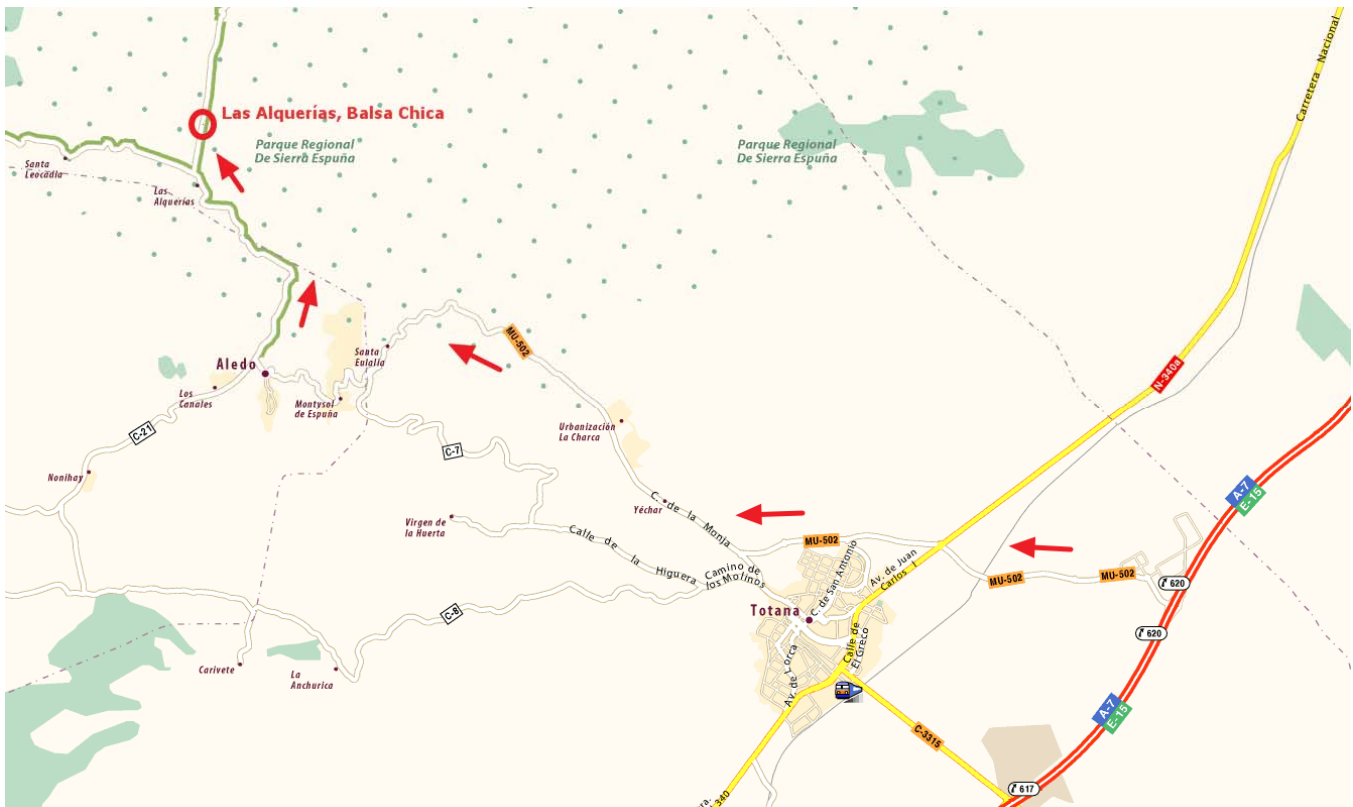 Carretera Nacional
Las Alquerías, Balsa Chica
Parque Regional
De Sierra Espuña
Parque Regional
De Sierra Espuña
Santa
Leocadia
Las
Alquerías
MU-502
Santa
Eulalia
Aledo
N-340a
Los
Canales
Montysol
de España
Urbanización
La Charca
C-21
C-7
Nonihay
A-7
E-15
Yéchar
C. de la Monja
Virgen de
la Huerta
Calle de la Higuera
MU-502
Camino de
los Molinos
C. de San Antonio
Av. de Juan
Carlos I
MU-502
MU-502
620
C-8
Totana
620
Calle de
El Greco
Av. de Lorca
Carivete
La
Anchurica
A-7
E-15
C-3315
617
340